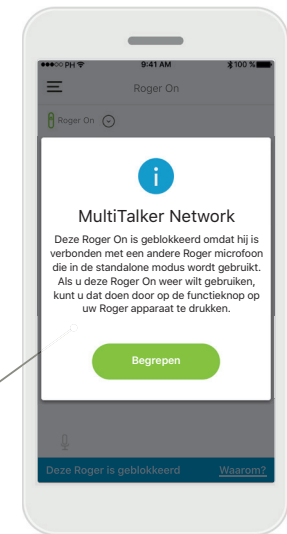 PH 9:41 AM 100 %
Roger On
Roger On
MultiTalker Network
Deze Roger On is geblokkeerd omdat hij is
verbonden met een andere Roger microfoon
die in de standalone modus wordt gebruikt.
Als u deze Roger On weer wilt gebruiken,
kunt u dat doen door op de functieknop op
uw Roger apparaat te drukken.
Begrepen
Deze Roger is geblokkeerd Waarom?